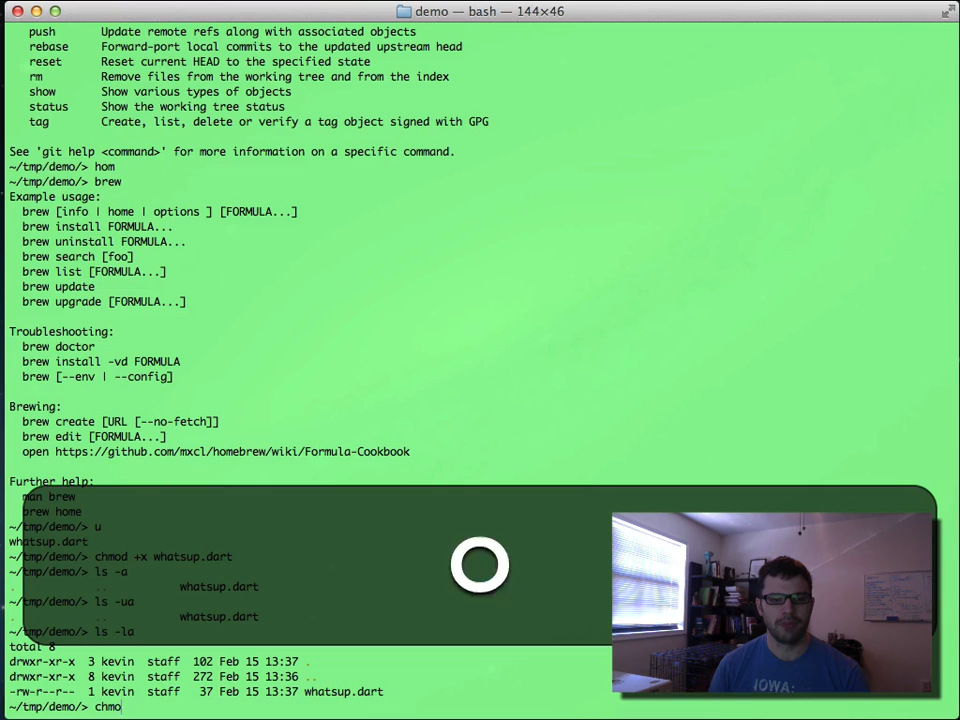 demo — bash — 144×46
push Update remote refs along with associated objects
rebase Forward-port local commits to the updated upstream head
reset Reset current HEAD to the specified state
rm Remove files from the working tree and from the index
show Show various types of objects
status Show the working tree status
tag Create, list, delete or verify a tag object signed with GPG
See 'git help <command>' for more information on a specific command.
~/tmp/demo/> hom
~/tmp/demo/> brew
Example usage:
brew [info | home | options ] [FORMULA...]
brew install FORMULA...
brew uninstall FORMULA...
brew search [foo]
brew list [FORMULA...]
brew update
brew upgrade [FORMULA...]
Troubleshooting:
brew doctor
brew install -vd FORMULA
brew [--env | --config]
Brewing:
brew create [URL [--no-fetch]]
brew edit [FORMULA...]
open https://github.com/mxcl/homebrew/wiki/Formula-Cookbook
Further help:
man brew
brew home
~/tmp/demo/> u
whatsup.dart
~/tmp/demo/> chmod +x whatsup.dart
~/tmp/demo/> ls -a
. .. whatsup.dart
~/tmp/demo/> ls -ua
. .. whatsup.dart
~/tmp/demo/> ls -la
total 8
drwxr-xr-x 3 kevin staff 102 Feb 15 13:37 .
drwxr-xr-x 8 kevin staff 272 Feb 15 13:36 ..
-rw-r--r-- 1 kevin staff 37 Feb 15 13:37 whatsup.dart
~/tmp/demo/> chmo
O
IOWA: